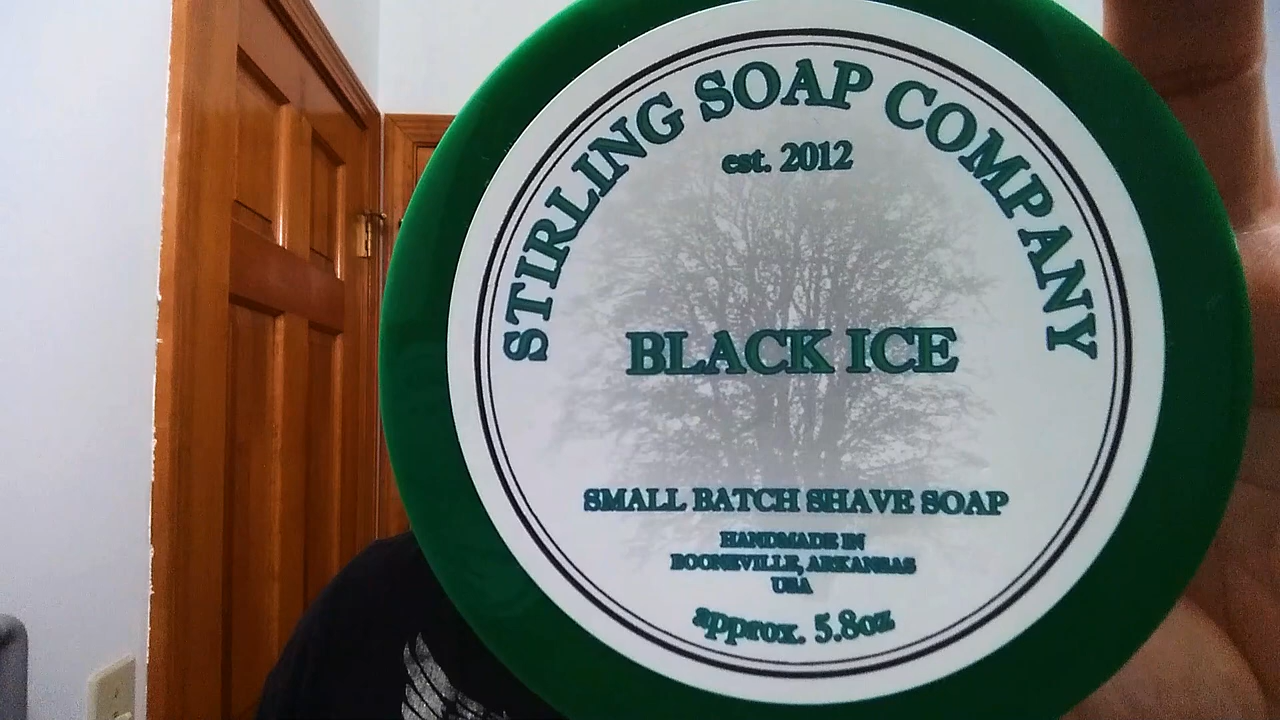 STIRLING SOAP COMPANY
est. 2012
BLACK ICE
SMALL BATCH SHAVE SOAP
HANDMADE IN
BOONEVILLE, ARKANSAS
USA
approx. 5.8oz